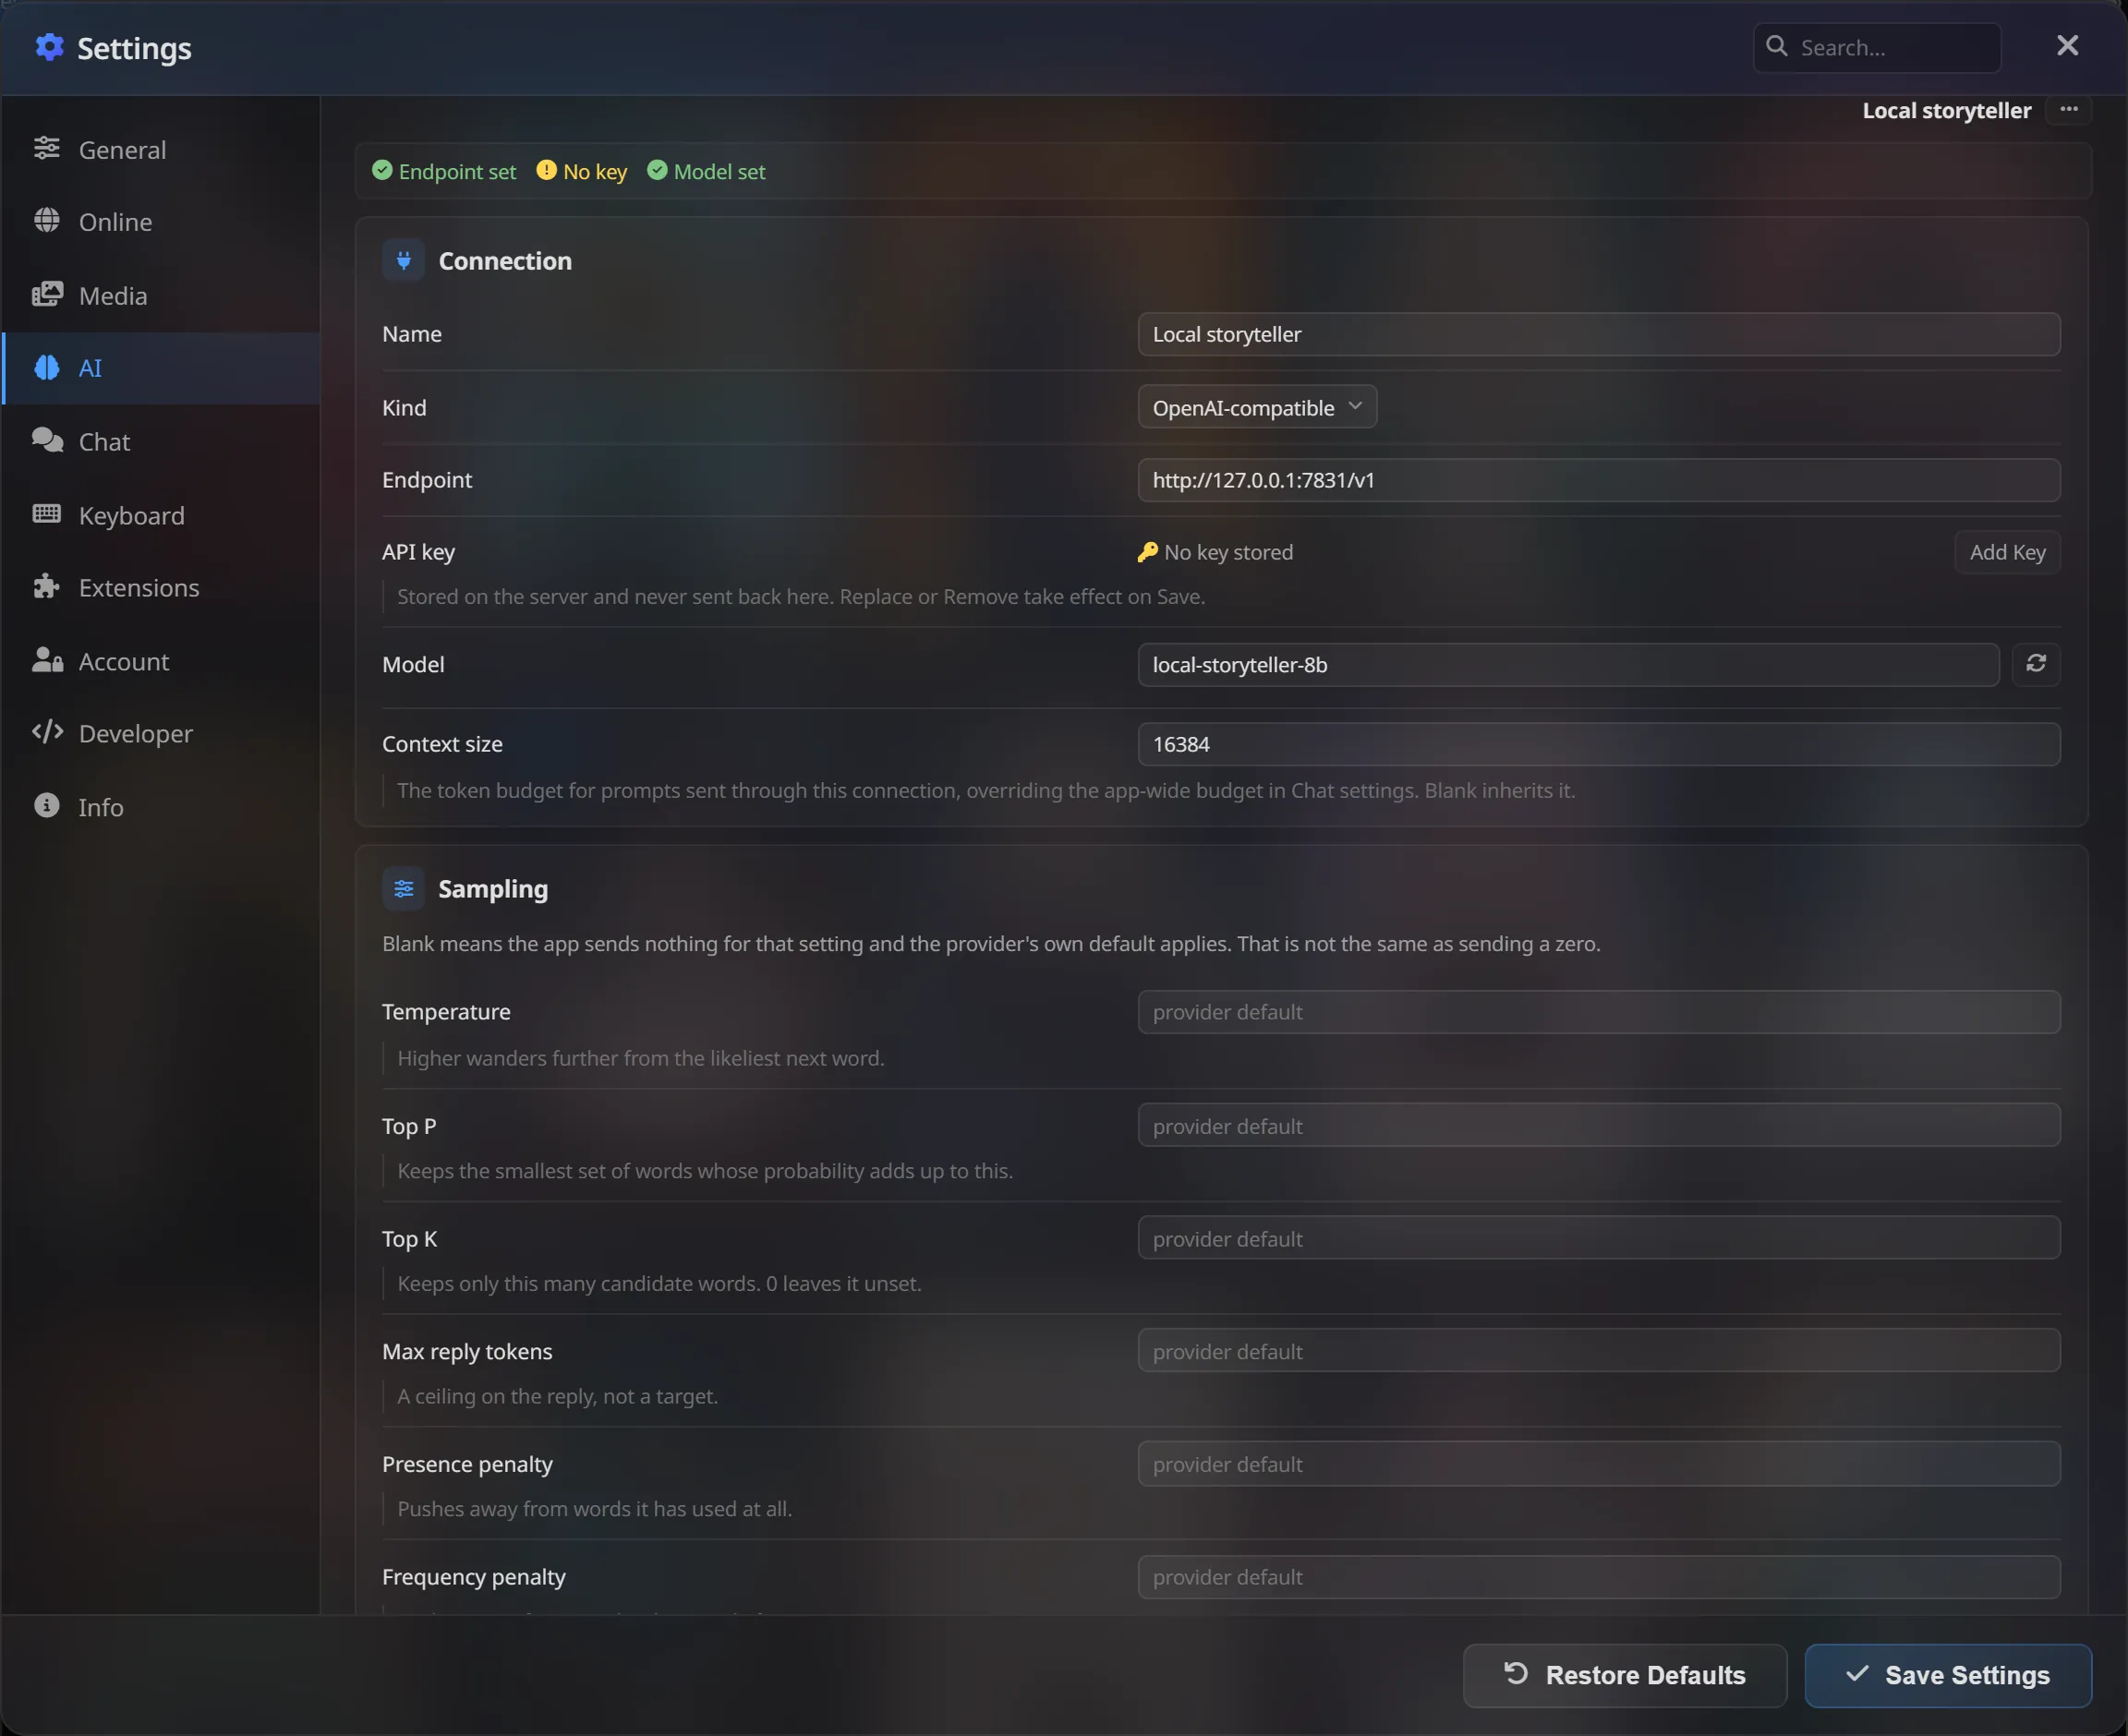 Settings
Search...
Local storyteller
General
Online
Media
AI
Chat
Keyboard
Extensions
Account
Developer
Info
Endpoint set
No key
Model set
Connection
Name
Local storyteller
Kind
OpenAI-compatible
Endpoint
http://127.0.0.1:7831/v1
API key
No key stored
Add Key
Stored on the server and never sent back here. Replace or Remove take effect on Save.
Model
local-storyteller-8b
Context size
16384
The token budget for prompts sent through this connection, overriding the app-wide budget in Chat settings. Blank inherits it.
Sampling
Blank means the app sends nothing for that setting and the provider's own default applies. That is not the same as sending a zero.
Temperature
provider default
Higher wanders further from the likeliest next word.
Top P
provider default
Keeps the smallest set of words whose probability adds up to this.
Top K
provider default
Keeps only this many candidate words. 0 leaves it unset.
Max reply tokens
provider default
A ceiling on the reply, not a target.
Presence penalty
provider default
Pushes away from words it has used at all.
Frequency penalty
provider default
Restore Defaults
Save Settings